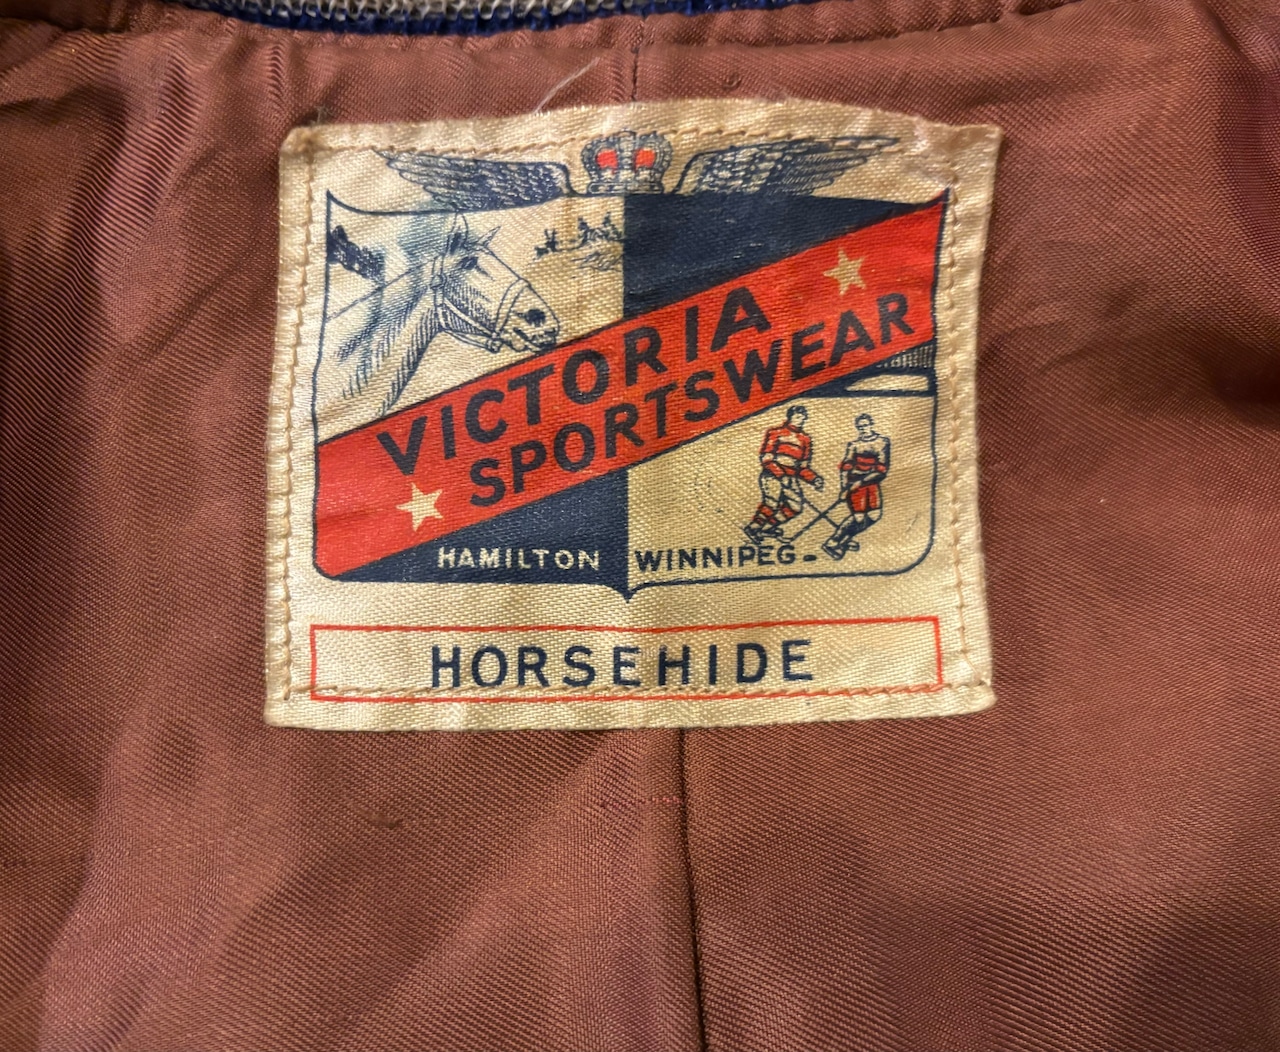 VICTORIA
SPORTSWEAR
HAMILTON WINNIPEG-
HORSEHIDE